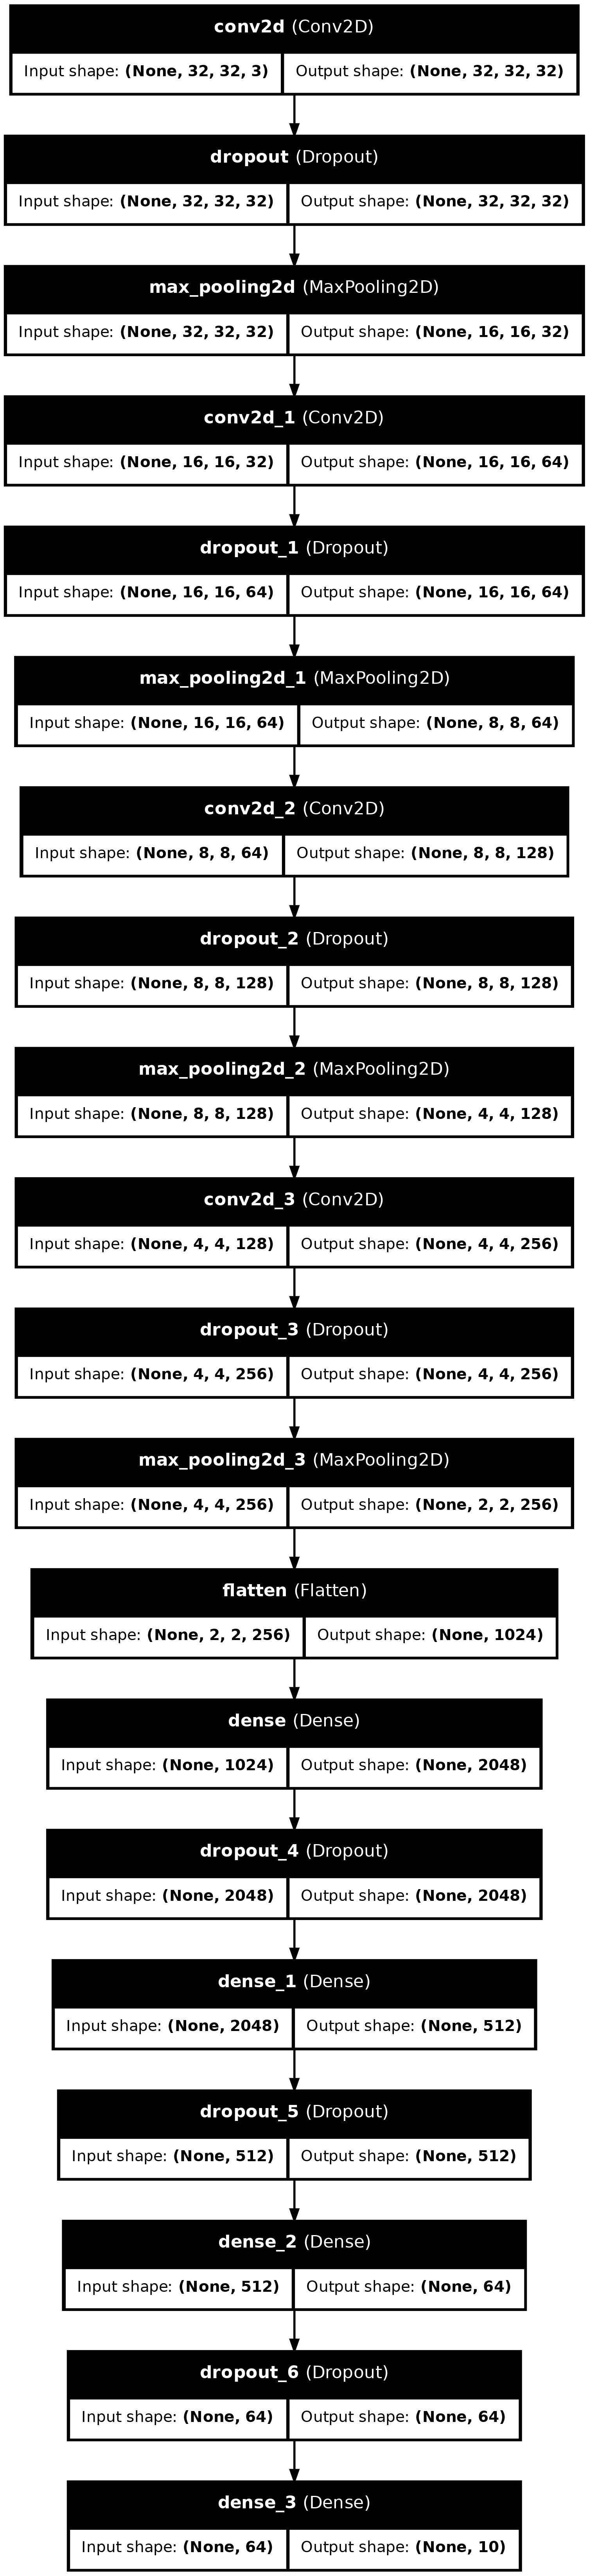 conv2d (Conv2D)
Input shape: (None, 32, 32, 3) Output shape: (None, 32, 32, 32)
dropout (Dropout)
Input shape: (None, 32, 32, 32) Output shape: (None, 32, 32, 32)
max_pooling2d (MaxPooling2D)
Input shape: (None, 32, 32, 32) Output shape: (None, 16, 16, 32)
conv2d_1 (Conv2D)
Input shape: (None, 16, 16, 32) Output shape: (None, 16, 16, 64)
dropout_1 (Dropout)
Input shape: (None, 16, 16, 64) Output shape: (None, 16, 16, 64)
max_pooling2d_1 (MaxPooling2D)
Input shape: (None, 16, 16, 64) Output shape: (None, 8, 8, 64)
conv2d_2 (Conv2D)
Input shape: (None, 8, 8, 64) Output shape: (None, 8, 8, 128)
dropout_2 (Dropout)
Input shape: (None, 8, 8, 128) Output shape: (None, 8, 8, 128)
max_pooling2d_2 (MaxPooling2D)
Input shape: (None, 8, 8, 128) Output shape: (None, 4, 4, 128)
conv2d_3 (Conv2D)
Input shape: (None, 4, 4, 128) Output shape: (None, 4, 4, 256)
dropout_3 (Dropout)
Input shape: (None, 4, 4, 256) Output shape: (None, 4, 4, 256)
max_pooling2d_3 (MaxPooling2D)
Input shape: (None, 4, 4, 256) Output shape: (None, 2, 2, 256)
flatten (Flatten)
Input shape: (None, 2, 2, 256) Output shape: (None, 1024)
dense (Dense)
Input shape: (None, 1024) Output shape: (None, 2048)
dropout_4 (Dropout)
Input shape: (None, 2048) Output shape: (None, 2048)
dense_1 (Dense)
Input shape: (None, 2048) Output shape: (None, 512)
dropout_5 (Dropout)
Input shape: (None, 512) Output shape: (None, 512)
dense_2 (Dense)
Input shape: (None, 512) Output shape: (None, 64)
dropout_6 (Dropout)
Input shape: (None, 64) Output shape: (None, 64)
dense_3 (Dense)
Input shape: (None, 64) Output shape: (None, 10)